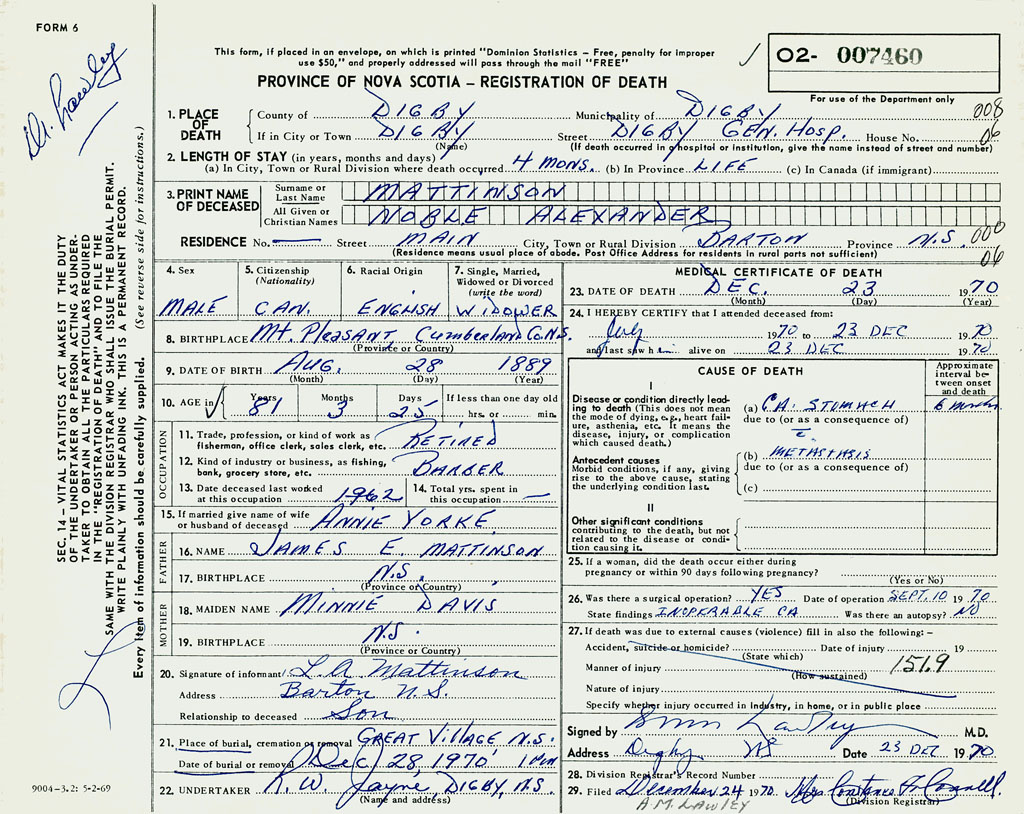 FORM 6
Dr. Lawley
This form, if placed in an envelope, on which is printed "Dominion Statistics – Free, penalty for improper
use $50," and properly addressed will pass through the mail "FREE"
PROVINCE OF NOVA SCOTIA – REGISTRATION OF DEATH
02- 007460
For use of the Department only
008
06
1. PLACE OF DEATH
County of DIGBY Municipality of DIGBY
If in City or Town DIGBY Street DIGBY GEN. HOSP. House No.
(Name) (If death occurred in a hospital or institution, give the name instead of street and number)
2. LENGTH OF STAY (in years, months and days)
(a) In City, Town or Rural Division where death occurred 4 MONS. (b) In Province LIFE (c) In Canada (if immigrant)
3. PRINT NAME OF DECEASED
Surname or Last Name MATTINSON
All Given or Christian Names NOBLE ALEXANDER
RESIDENCE No. — Street MAIN City, Town or Rural Division BARTON Province N.S. 000
(Residence means usual place of abode. Post Office Address for residents in rural parts not sufficient) 06
4. Sex MALE
5. Citizenship (Nationality) CAN.
6. Racial Origin ENGLISH
7. Single, Married, Widowed or Divorced (write the word) WIDOWER
8. BIRTHPLACE Mt. PLEASANT, Cumberland Co. N.S.
(Province or Country)
9. DATE OF BIRTH AUG. 28 1889
(Month) (Day) (Year)
10. AGE in Years 81 Months 3 Days 25 If less than one day old
hrs. or min.
OCCUPATION
11. Trade, profession, or kind of work as fisherman, office clerk, sales clerk, etc. RETIRED
12. Kind of industry or business, as fishing, bank, grocery store, etc. BARBER
13. Date deceased last worked at this occupation 1962 14. Total yrs. spent in this occupation —
15. If married give name of wife or husband of deceased ANNIE YORKE
FATHER
16. NAME JAMES E. MATTINSON
17. BIRTHPLACE N.S.
(Province or Country)
MOTHER
18. MAIDEN NAME MINNIE DAVIS
19. BIRTHPLACE N.S.
(Province or Country)
20. Signature of informant L.A. Mattinson
Address Barton N.S.
Relationship to deceased Son
21. Place of burial, cremation or removal GREAT VILLAGE N.S.
Date of burial or removal Dec. 28, 1970 1 PM
22. UNDERTAKER R.W. Jayne, DIGBY, N.S.
(Name and address)
MEDICAL CERTIFICATE OF DEATH
23. DATE OF DEATH DEC. 23 1970
(Month) (Day) (Year)
24. I HEREBY CERTIFY that I attended deceased from:
July 1970 to 23 DEC 1970
and last saw him alive on 23 DEC 1970
CAUSE OF DEATH
Approximate interval between onset and death
I
Disease or condition directly leading to death (This does not mean the mode of dying, e.g., heart failure, asthenia, etc. It means the disease, injury, or complication which caused death.)
(a) CA. STOMACH 6 months
due to (or as a consequence of)
c̄
Antecedent causes
Morbid conditions, if any, giving rise to the above cause, stating the underlying condition last.
(b) METASTASIS
due to (or as a consequence of)
(c)
II
Other significant conditions
contributing to the death, but not related to the disease or condition causing it.
25. If a woman, did the death occur either during pregnancy or within 90 days following pregnancy?
(Yes or No)
26. Was there a surgical operation? YES Date of operation SEPT. 10 1970
State findings INOPERABLE CA Was there an autopsy? NO
27. If death was due to external causes (violence) fill in also the following: –
Accident, suicide or homicide? Date of injury 19
(State which)
Manner of injury 151.9
(How sustained)
Nature of injury
Specify whether injury occurred in Industry, in home, or in public place
Signed by Lawley M.D.
Address Digby NS Date 23 DEC 1970
28. Division Registrar's Record Number
29. Filed December 24 1970 Mrs. Constance O'Connell
(Division Registrar)
A.M. LAWLEY
SEC. 14 – VITAL STATISTICS ACT MAKES IT THE DUTY
OF THE UNDERTAKER OR PERSON ACTING AS UNDER-
TAKER TO OBTAIN ALL THE PARTICULARS REQUIRED
IN THE "REGISTRATION OF DEATH" AND TO FILE THE
SAME WITH THE DIVISION REGISTRAR WHO SHALL ISSUE THE BURIAL PERMIT.
WRITE PLAINLY WITH UNFADING INK. THIS IS A PERMANENT RECORD.
Every item of information should be carefully supplied. (See reverse side for instructions.)
9004-3.2: 5-2-69